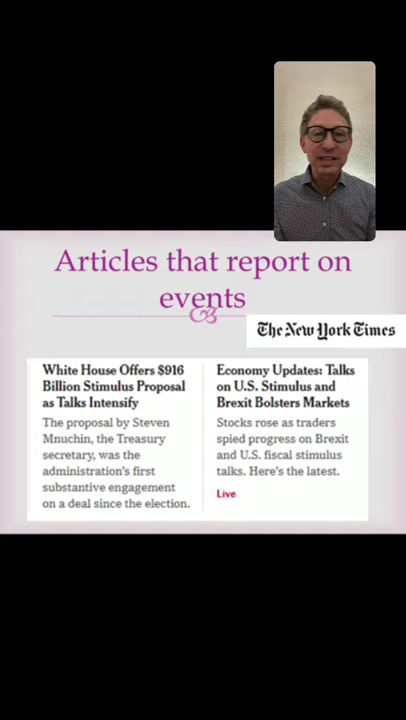 Articles that report on
events
The New York Times
White House Offers $916
Billion Stimulus Proposal
as Talks Intensify
The proposal by Steven
Mnuchin, the Treasury
secretary, was the
administration's first
substantive engagement
on a deal since the election.
Economy Updates: Talks
on U.S. Stimulus and
Brexit Bolsters Markets
Stocks rose as traders
spied progress on Brexit
and U.S. fiscal stimulus
talks. Here's the latest.
Live